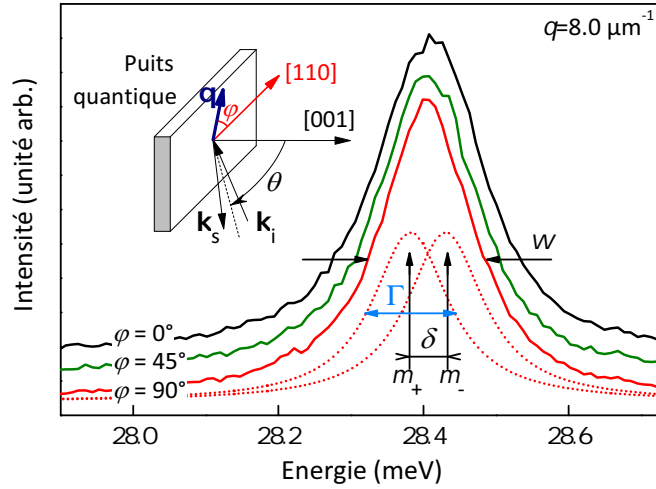 q=8.0 µm⁻¹
Puits
quantique
q
φ
[110]
[001]
θ
kₛ
kᵢ
w
Γ
δ
m₊
m₋
φ = 0°
φ = 45°
φ = 90°
28.0
28.2
28.4
28.6
Energie (meV)
Intensité (unité arb.)